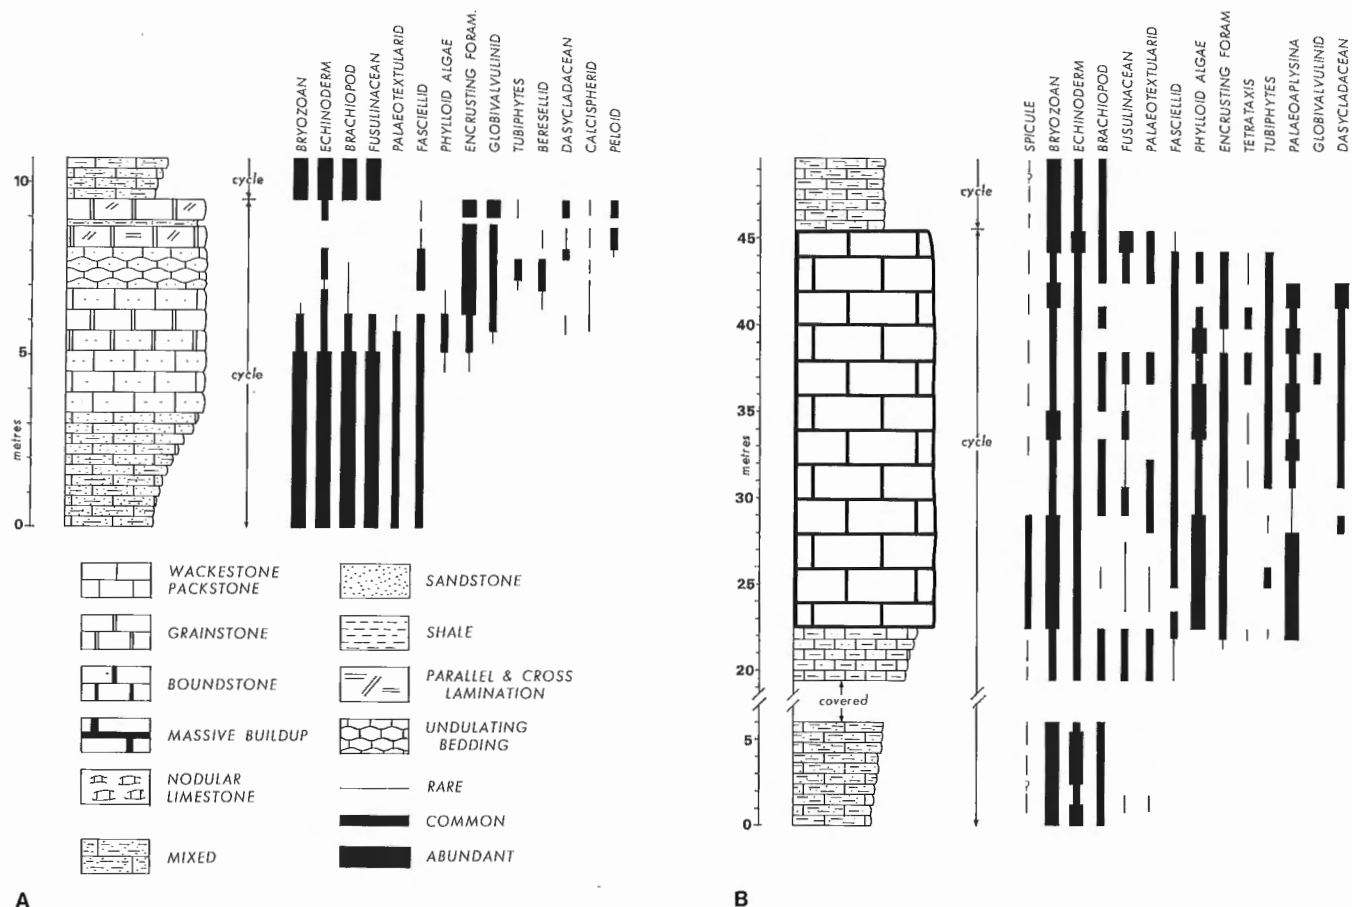 BRYOZOAN
ECHINODERM
BRACHIOPOD
FUSULINACEAN
PALAEOTEXTULARID
FASCIELLID
PHYLLOID ALGAE
ENCRUSTING FORAM.
GLOBIVALVULINID
TUBIPHYTES
BERESELLID
DASYCLADACEAN
CALCISPHERID
PELOID
10
5
0
metres
cycle
cycle
WACKESTONE
PACKSTONE
GRAINSTONE
BOUNDSTONE
MASSIVE BUILDUP
NODULAR
LIMESTONE
MIXED
SANDSTONE
SHALE
PARALLEL & CROSS
LAMINATION
UNDULATING
BEDDING
RARE
COMMON
ABUNDANT
A
SPICULE
BRYOZOAN
ECHINODERM
BRACHIOPOD
FUSULINACEAN
PALAEOTEXTULARID
FASCIELLID
PHYLLOID ALGAE
ENCRUSTING FORAM
TETRATAXIS
TUBIPHYTES
PALAEOAPLYSINA
GLOBIVALVULINID
DASYCLADACEAN
45
40
35
30
25
20
5
0
metres
cycle
cycle
covered
B